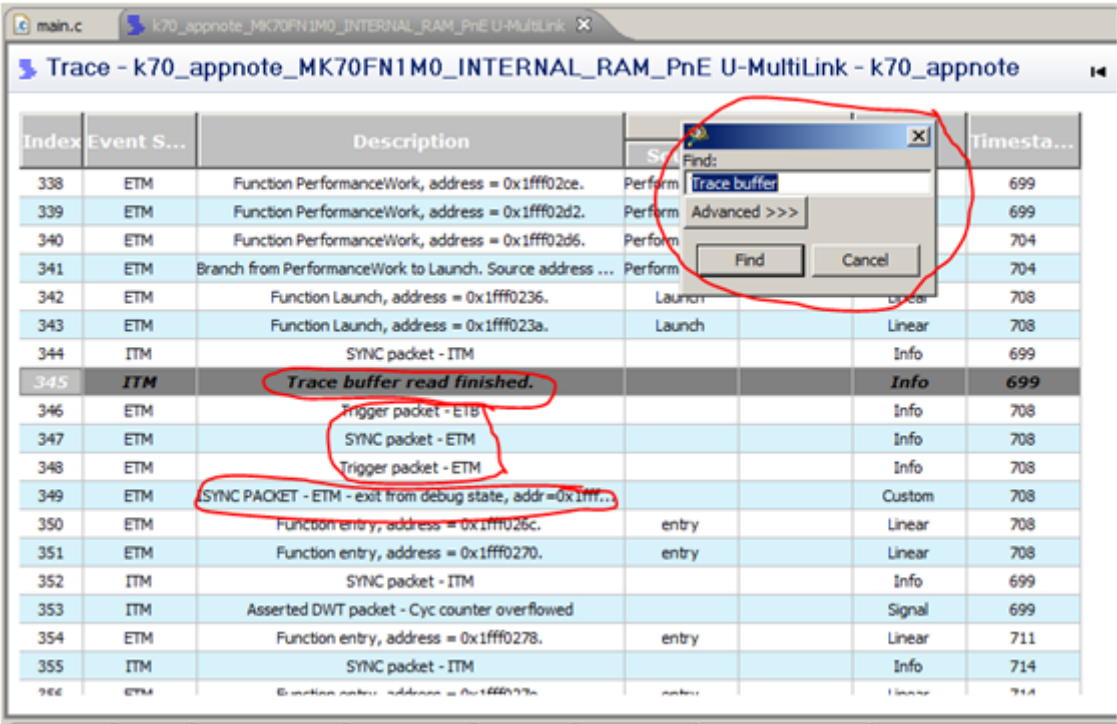 main.c
k70_appnote_MK70FN1M0_INTERNAL_RAM_PnE U-MultiLink
Trace - k70_appnote_MK70FN1M0_INTERNAL_RAM_PnE U-MultiLink - k70_appnote
Index Event S... Description Timesta...
Find:
Trace buffer
Advanced >>>
Find Cancel
338 ETM Function PerformanceWork, address = 0x1fff02ce. Perform 699
339 ETM Function PerformanceWork, address = 0x1fff02d2. Perform 699
340 ETM Function PerformanceWork, address = 0x1fff02d6. Perform 704
341 ETM Branch from PerformanceWork to Launch. Source address ... Perform 704
342 ETM Function Launch, address = 0x1fff0236. Launch Linear 708
343 ETM Function Launch, address = 0x1fff023a. Launch Linear 708
344 ITM SYNC packet - ITM Info 699
345 ITM Trace buffer read finished. Info 699
346 ETM Trigger packet - ETB Info 708
347 ETM SYNC packet - ETM Info 708
348 ETM Trigger packet - ETM Info 708
349 ETM ISYNC PACKET - ETM - exit from debug state, addr=0x1fff... Custom 708
350 ETM Function entry, address = 0x1fff026c. entry Linear 708
351 ETM Function entry, address = 0x1fff0270. entry Linear 708
352 ITM SYNC packet - ITM Info 699
353 ITM Asserted DWT packet - Cyc counter overflowed Signal 699
354 ETM Function entry, address = 0x1fff0278. entry Linear 711
355 ITM SYNC packet - ITM Info 714
356 ETM Function entry, address = entry Linear 714